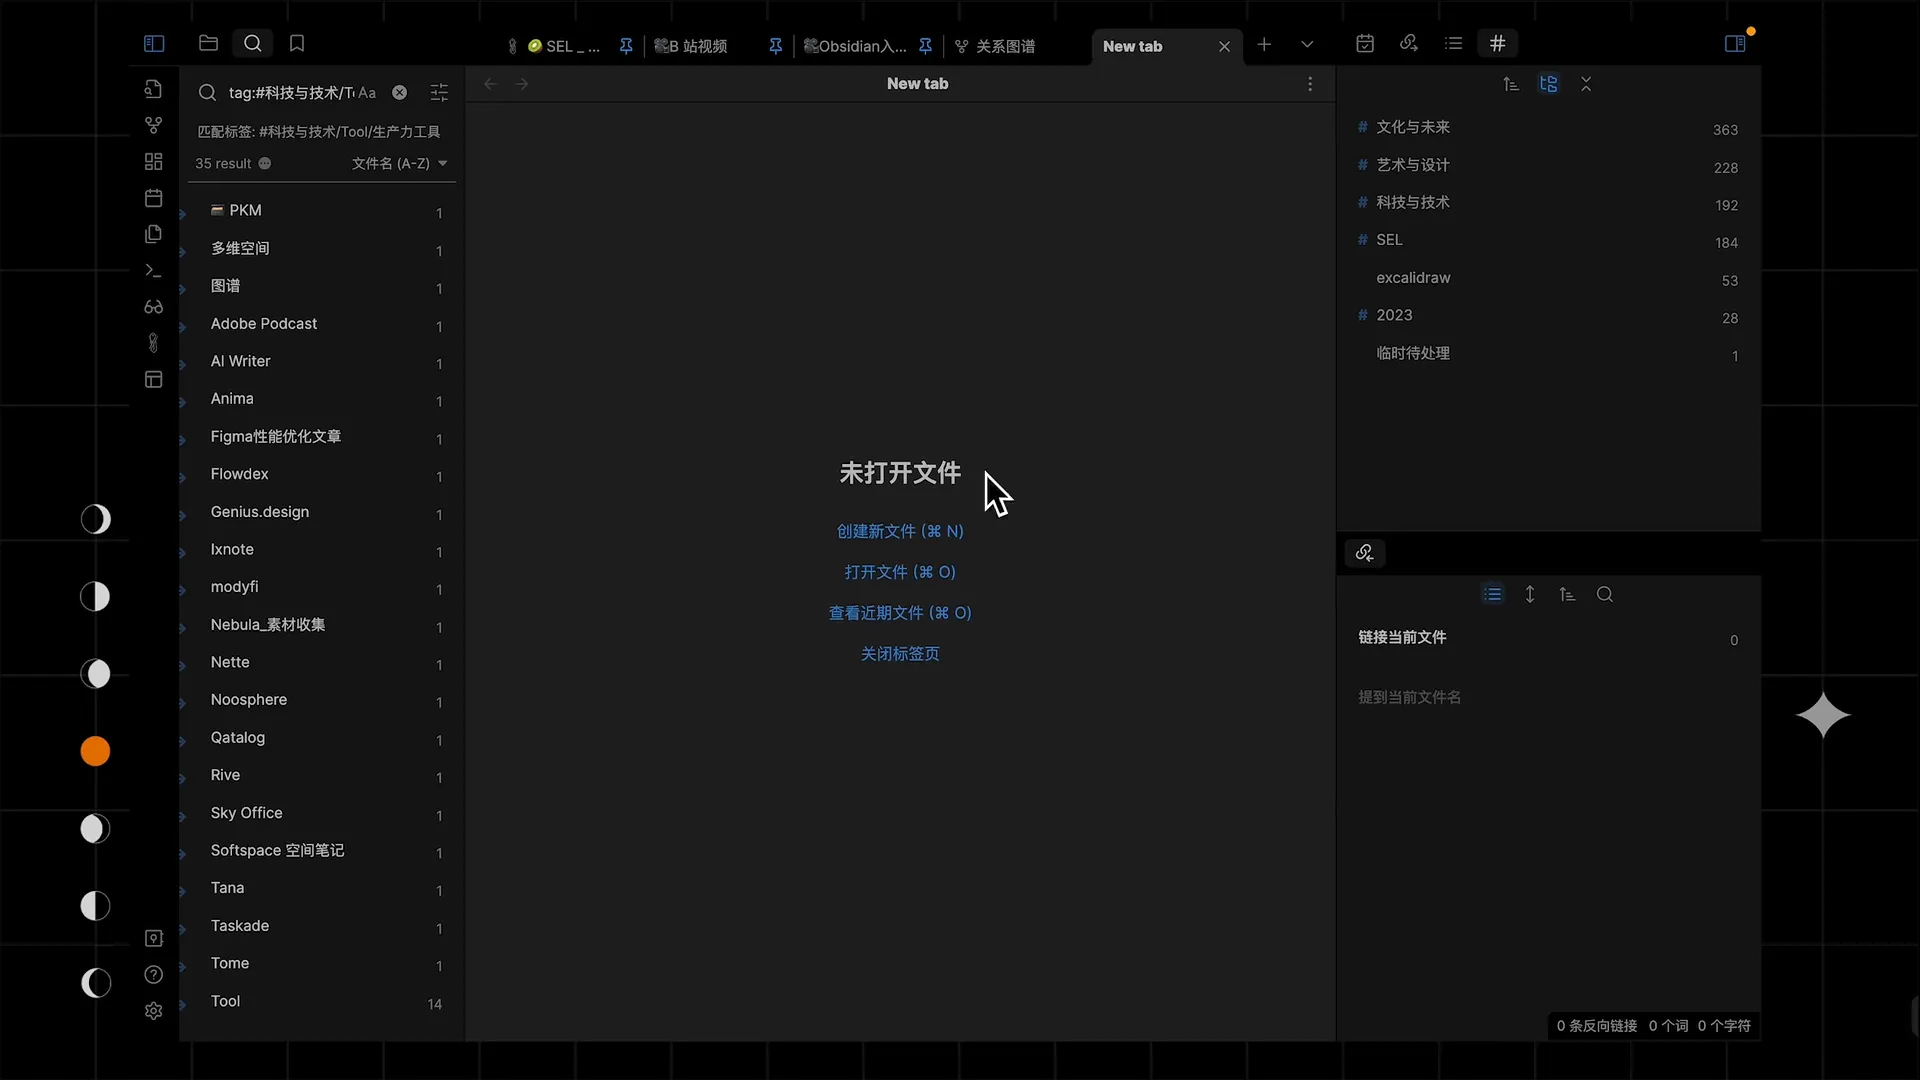 SEL _ ...
B 站视频
Obsidian入...
关系图谱
New tab
tag:#科技与技术/T
Aa
匹配标签: #科技与技术/Tool/生产力工具
35 result
文件名 (A-Z)
PKM 1
多维空间 1
图谱 1
Adobe Podcast 1
AI Writer 1
Anima 1
Figma性能优化文章 1
Flowdex 1
Genius.design 1
Ixnote 1
modyfi 1
Nebula_素材收集 1
Nette 1
Noosphere 1
Qatalog 1
Rive 1
Sky Office 1
Softspace 空间笔记 1
Tana 1
Taskade 1
Tome 1
Tool 14
New tab
未打开文件
创建新文件 (⌘ N)
打开文件 (⌘ O)
查看近期文件 (⌘ O)
关闭标签页
# 文化与未来 363
# 艺术与设计 228
# 科技与技术 192
# SEL 184
excalidraw 53
# 2023 28
临时待处理 1
链接当前文件 0
提到当前文件名
0 条反向链接 0 个词 0 个字符